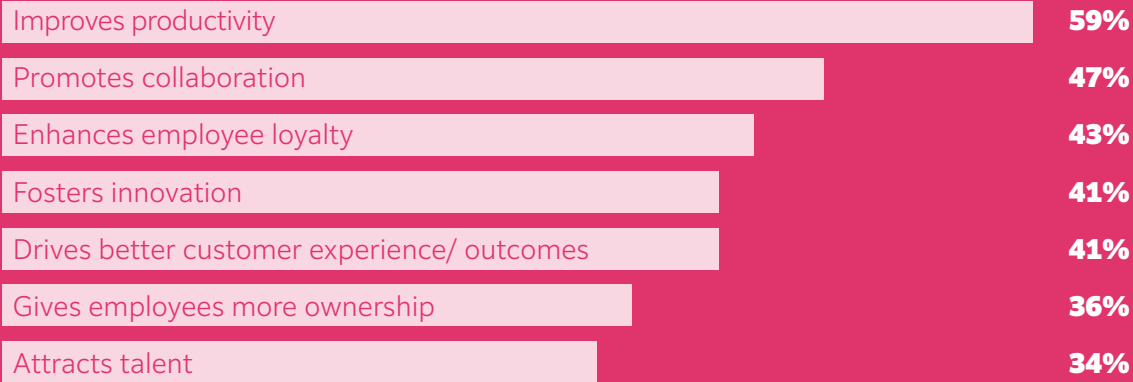 Improves productivity 59%
Promotes collaboration 47%
Enhances employee loyalty 43%
Fosters innovation 41%
Drives better customer experience/ outcomes 41%
Gives employees more ownership 36%
Attracts talent 34%